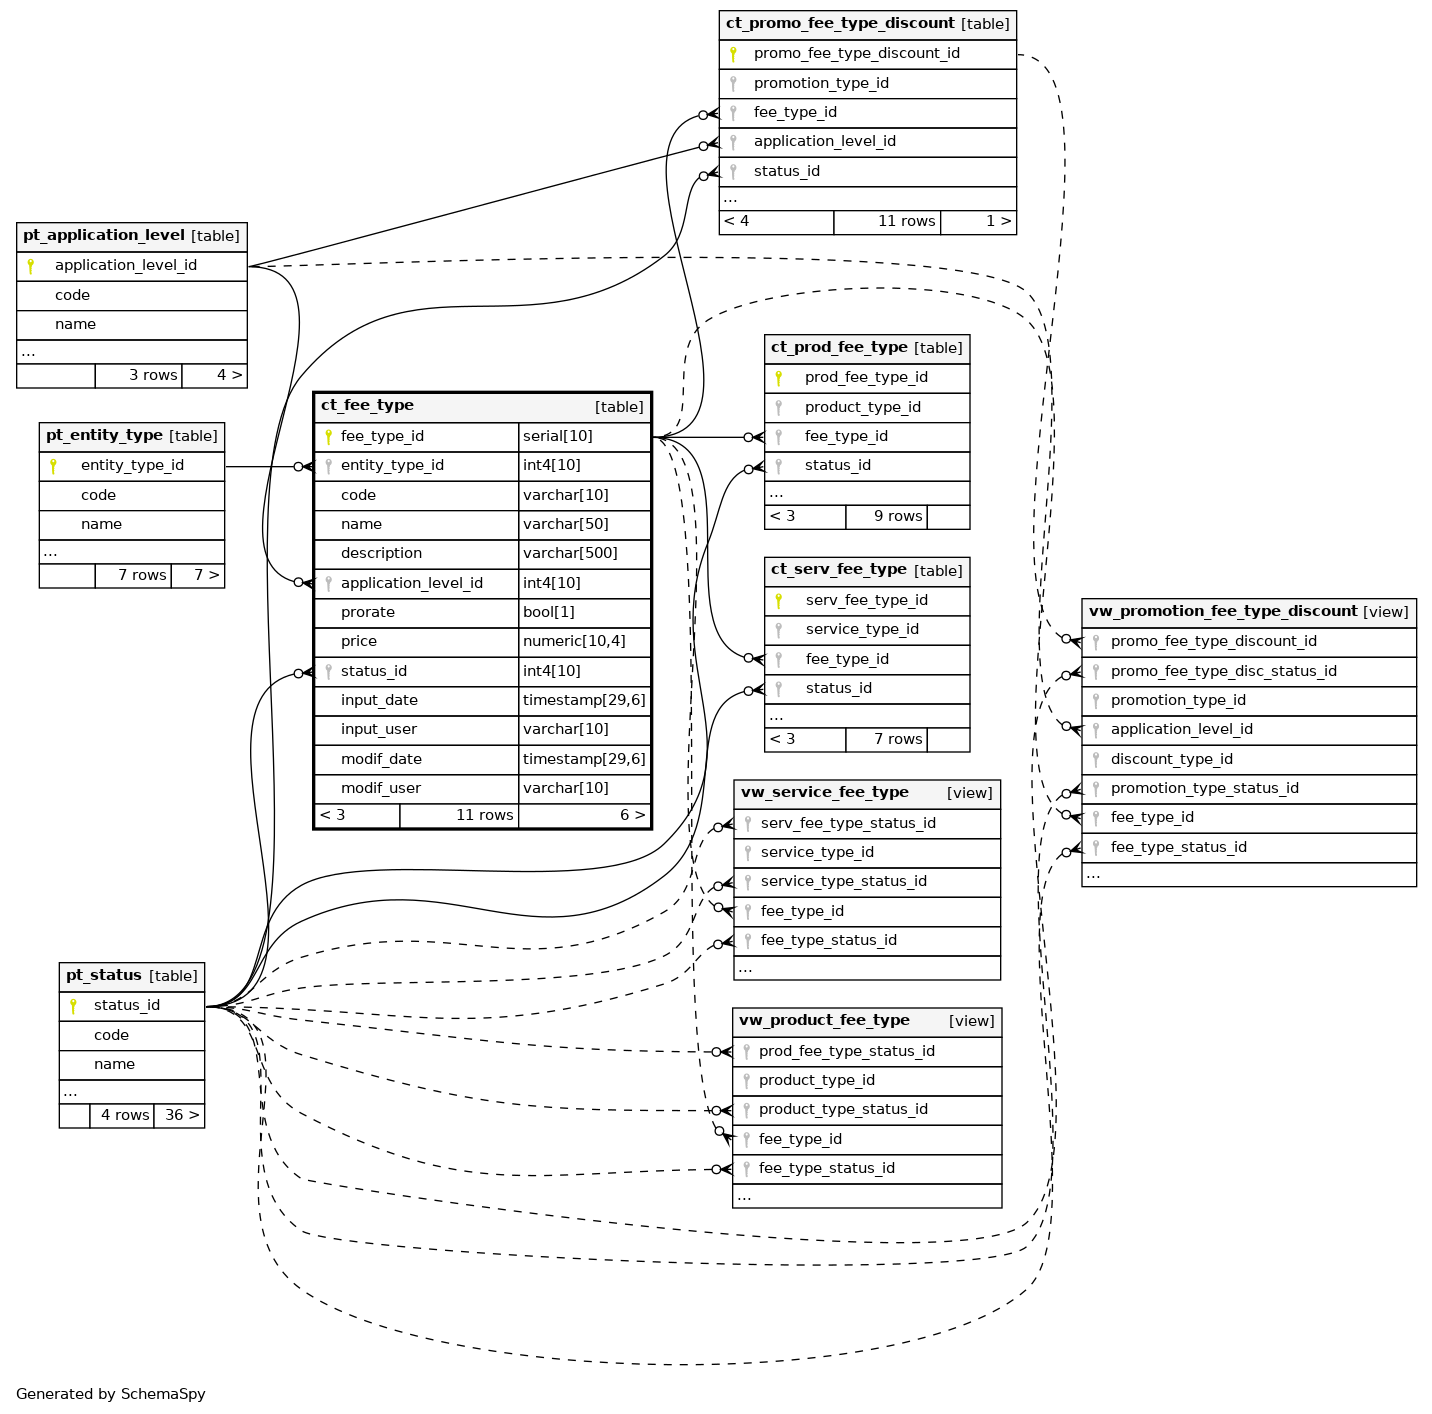 ct_promo_fee_type_discount [table]
promo_fee_type_discount_id
promotion_type_id
fee_type_id
application_level_id
status_id
...
< 4 11 rows 1 >
pt_application_level [table]
application_level_id
code
name
...
3 rows 4 >
pt_entity_type [table]
entity_type_id
code
name
...
7 rows 7 >
ct_fee_type [table]
fee_type_id serial[10]
entity_type_id int4[10]
code varchar[10]
name varchar[50]
description varchar[500]
application_level_id int4[10]
prorate bool[1]
price numeric[10,4]
status_id int4[10]
input_date timestamp[29,6]
input_user varchar[10]
modif_date timestamp[29,6]
modif_user varchar[10]
< 3 11 rows 6 >
ct_prod_fee_type [table]
prod_fee_type_id
product_type_id
fee_type_id
status_id
...
< 3 9 rows
ct_serv_fee_type [table]
serv_fee_type_id
service_type_id
fee_type_id
status_id
...
< 3 7 rows
vw_promotion_fee_type_discount [view]
promo_fee_type_discount_id
promo_fee_type_disc_status_id
promotion_type_id
application_level_id
discount_type_id
promotion_type_status_id
fee_type_id
fee_type_status_id
...
vw_service_fee_type [view]
serv_fee_type_status_id
service_type_id
service_type_status_id
fee_type_id
fee_type_status_id
...
pt_status [table]
status_id
code
name
...
4 rows 36 >
vw_product_fee_type [view]
prod_fee_type_status_id
product_type_id
product_type_status_id
fee_type_id
fee_type_status_id
...
Generated by SchemaSpy